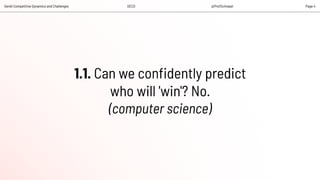 GenAI Competitive Dynamics and Challenges OECD @ProfSchrepel Page 4
1.1. Can we confidently predict
who will 'win'? No.
(computer science)